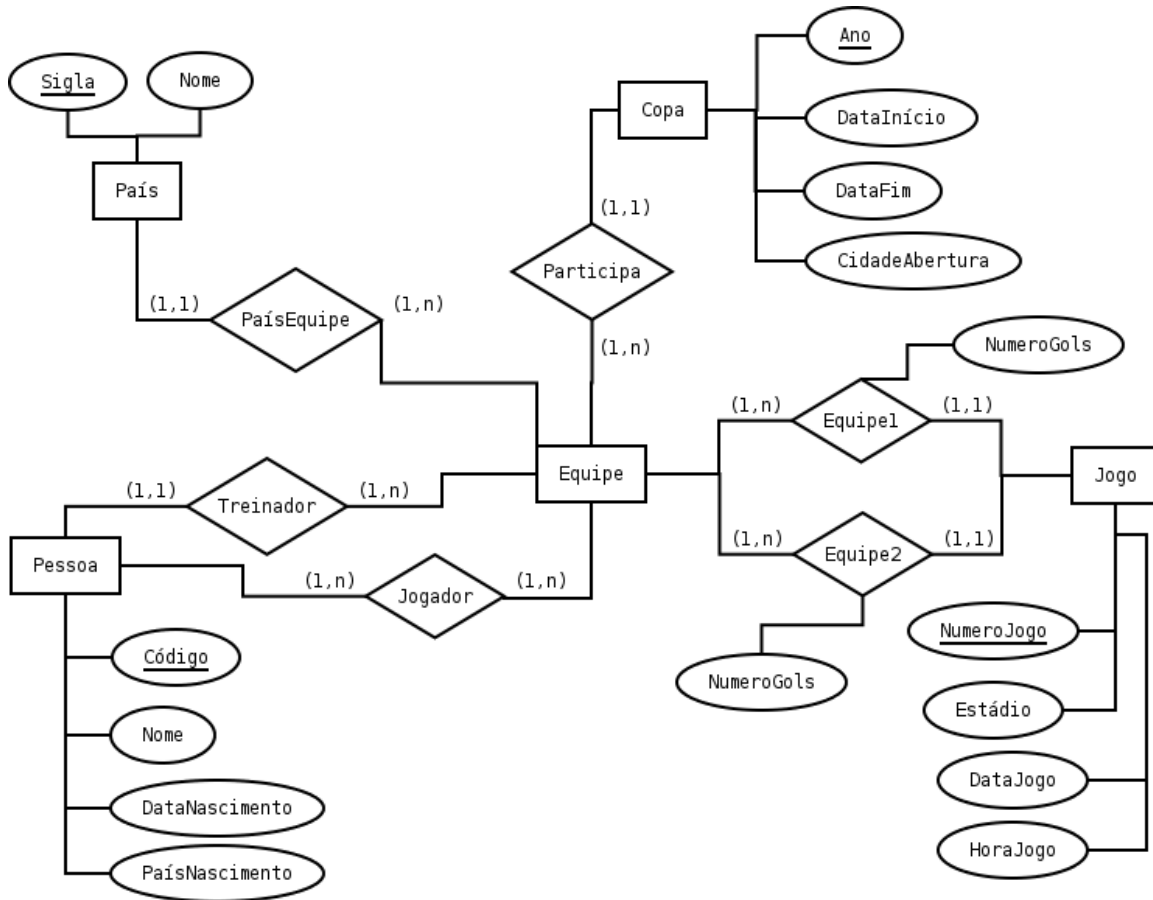 Ano
Sigla
Nome
Copa
DataInício
País
DataFim
(1,1)
Participa
CidadeAbertura
(1,1)
PaísEquipe
(1,n)
(1,n)
NumeroGols
(1,n)
Equipe1
(1,1)
Equipe
Jogo
(1,1)
Treinador
(1,n)
Pessoa
(1,n)
Equipe2
(1,1)
(1,n)
Jogador
(1,n)
NumeroJogo
Código
NumeroGols
Estádio
Nome
DataJogo
DataNascimento
HoraJogo
PaísNascimento